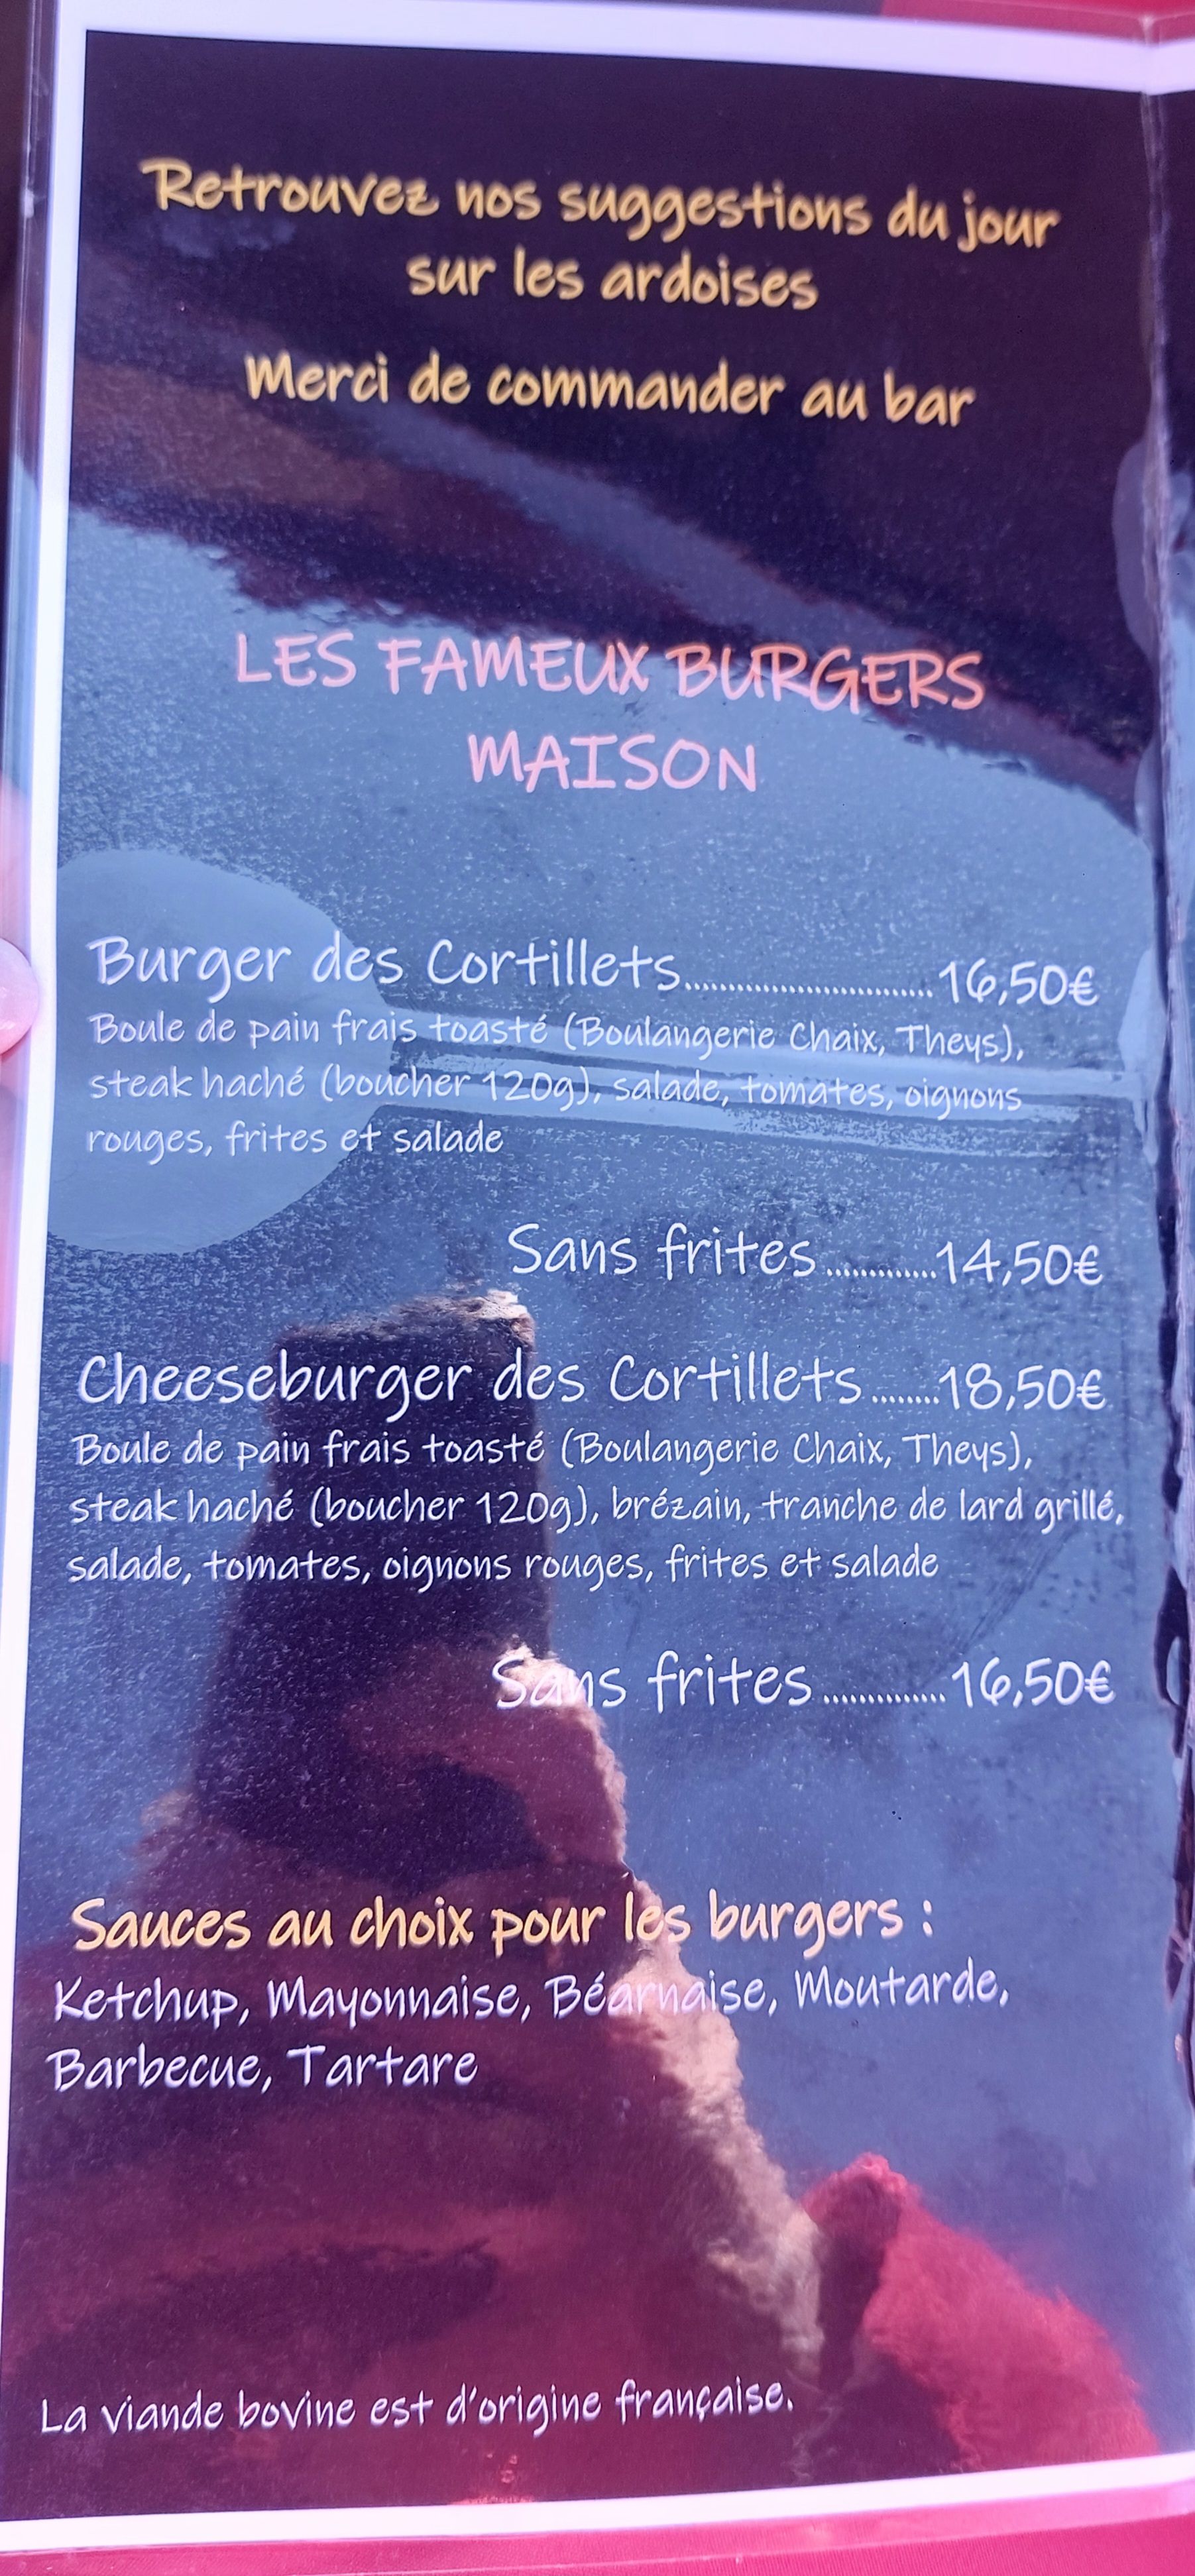 Retrouvez nos suggestions du jour
sur les ardoises
Merci de commander au bar
LES FAMEUX BURGERS
MAISON
Burger des Cortillets............................16,50€
Boule de pain frais toasté (Boulangerie Chaix, Theys),
steak haché (boucher 120g), salade, tomates, oignons
rouges, frites et salade
Sans frites.............14,50€
Cheeseburger des Cortillets........18,50€
Boule de pain frais toasté (Boulangerie Chaix, Theys),
steak haché (boucher 120g), brézain, tranche de lard grillé,
salade, tomates, oignons rouges, frites et salade
Sans frites..............16,50€
Sauces au choix pour les burgers :
Ketchup, Mayonnaise, Béarnaise, Moutarde,
Barbecue, Tartare
La viande bovine est d'origine française.